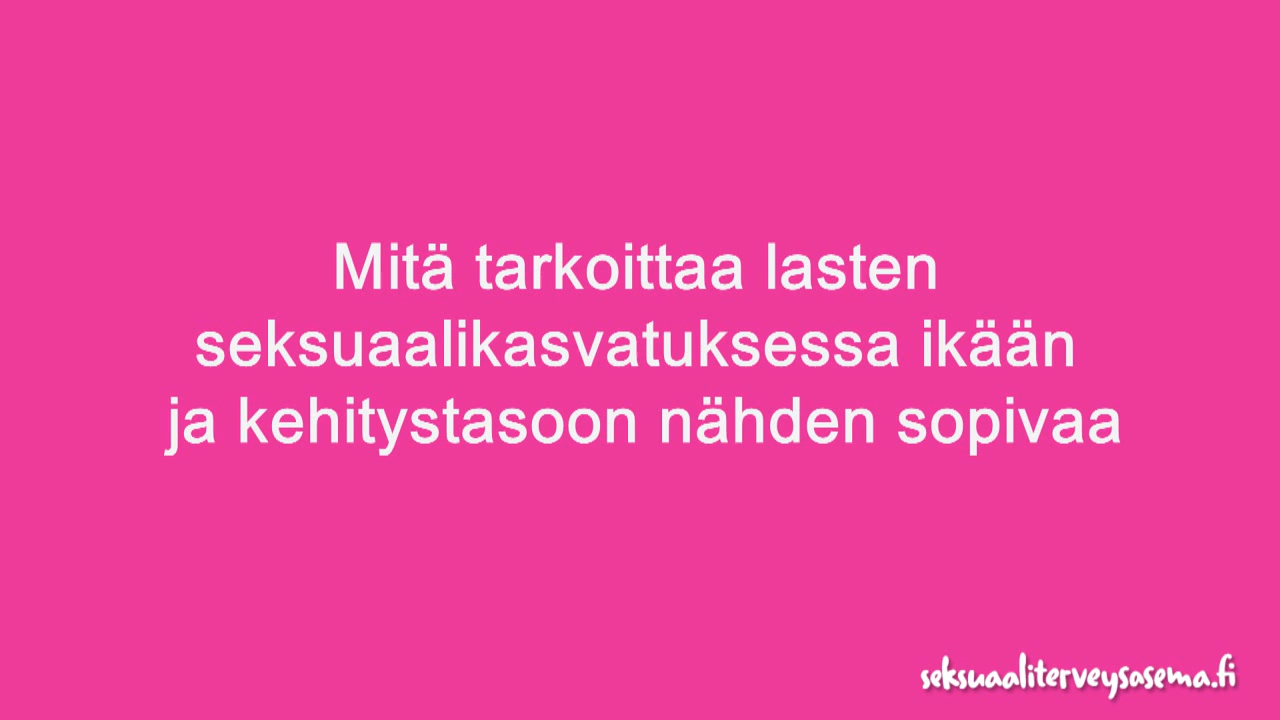 Mitä tarkoittaa lasten
seksuaalikasvatuksessa ikään
ja kehitystasoon nähden sopivaa
seksuaaliterveysasema.fi